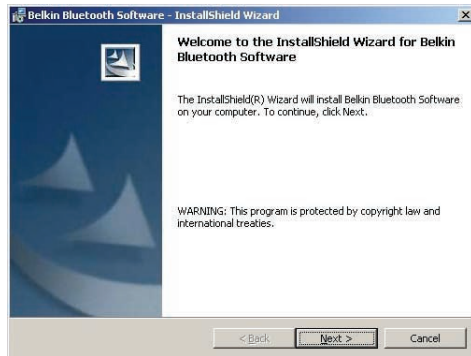 Belkin Bluetooth Software - InstallShield Wizard
Welcome to the InstallShield Wizard for Belkin
Bluetooth Software
The InstallShield(R) Wizard will install Belkin Bluetooth Software
on your computer. To continue, click Next.
WARNING: This program is protected by copyright law and
international treaties.
< Back
Next >
Cancel